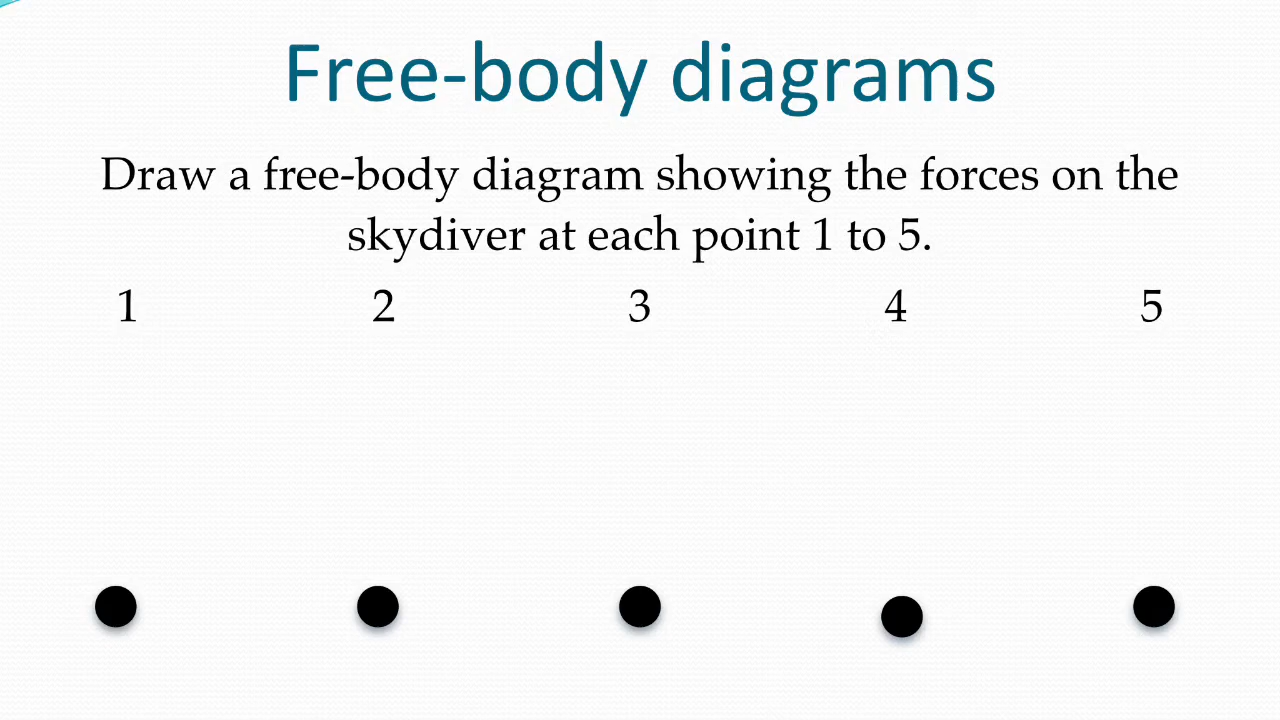 Free-body diagrams
Draw a free-body diagram showing the forces on the
skydiver at each point 1 to 5.
1 2 3 4 5